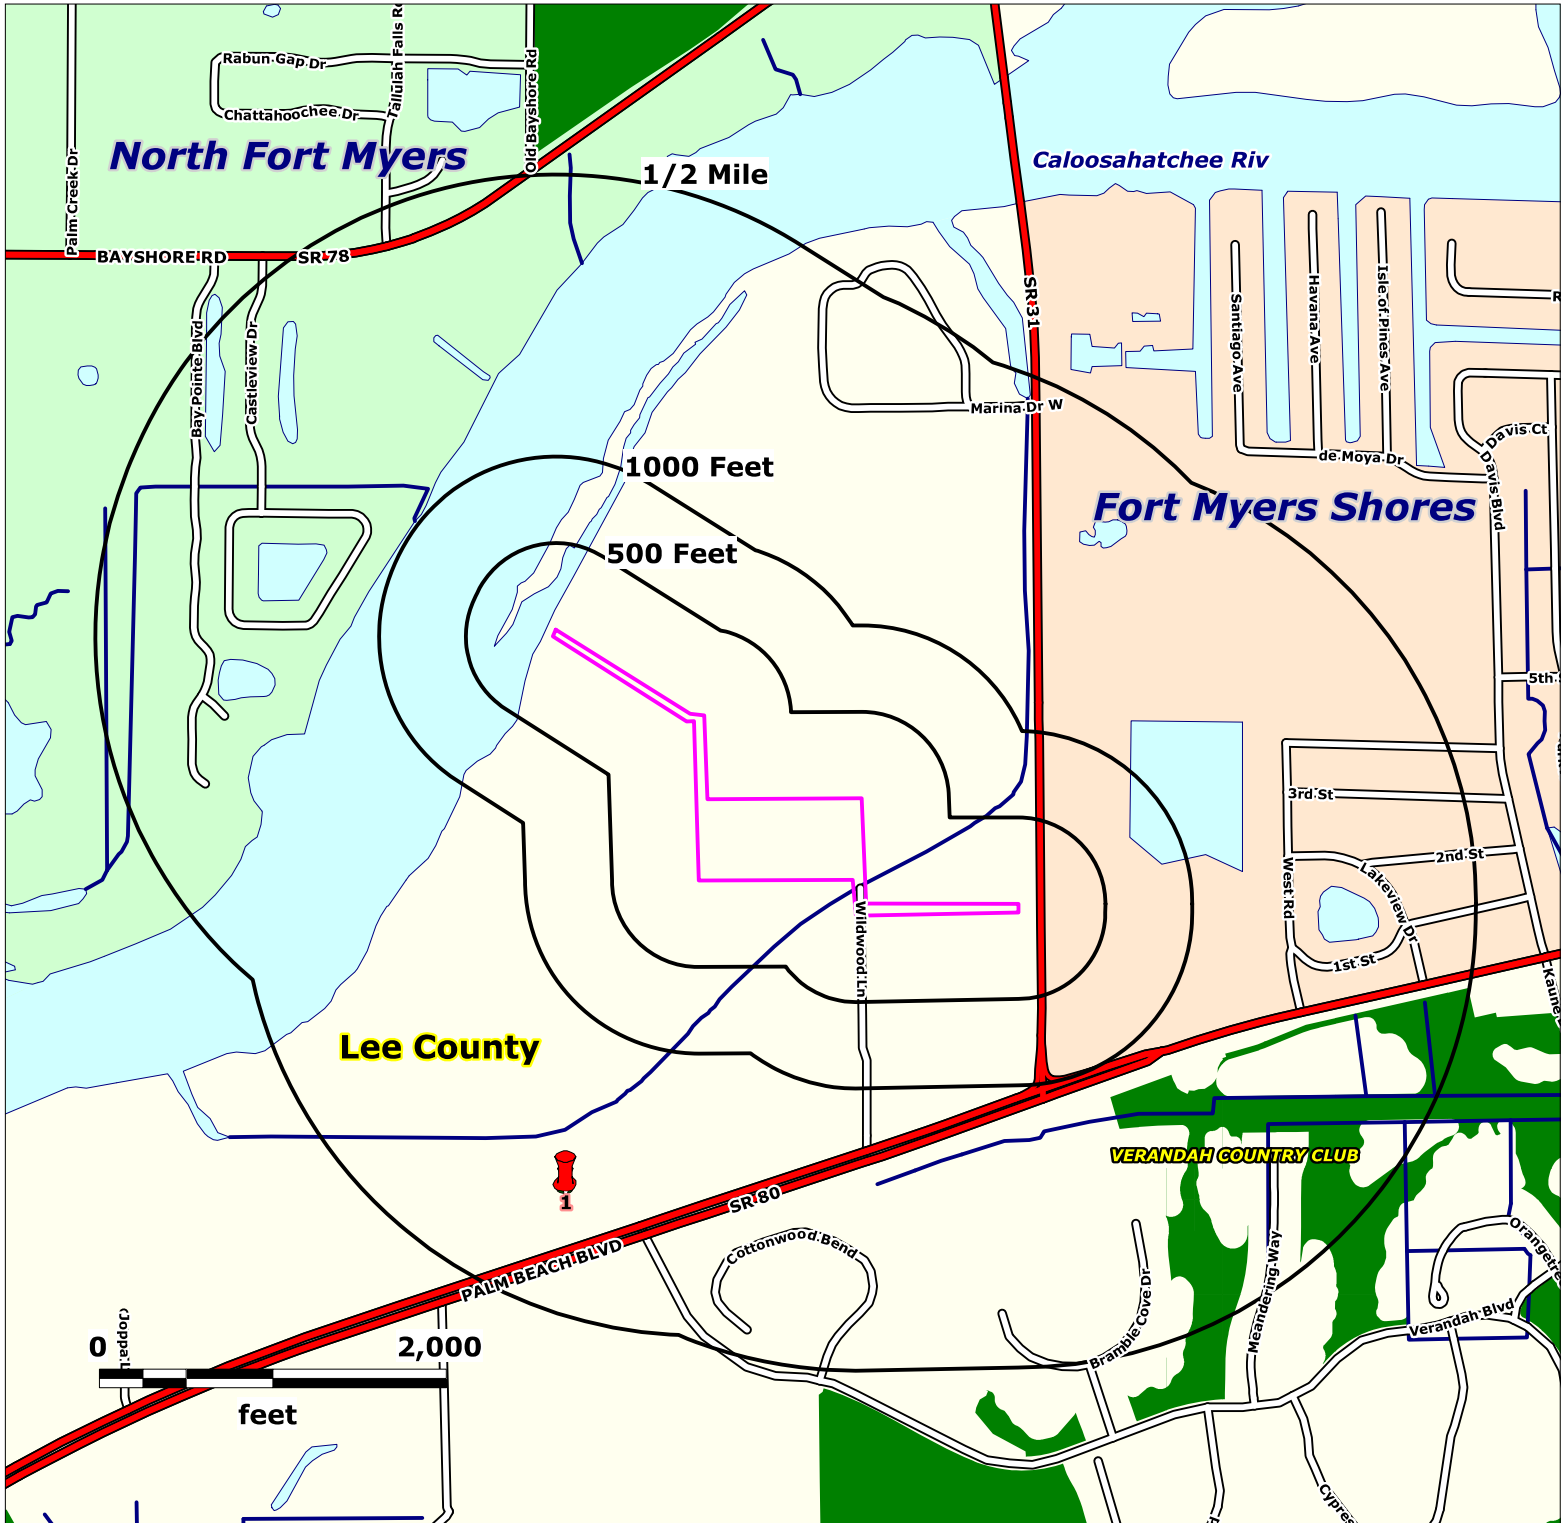 Rabun Gap Dr
Tallulah Falls R
Old Bayshore Rd
Chattahoochee Dr
North Fort Myers
Palm Creek Dr
1/2 Mile
Caloosahatchee Riv
BAYSHORE RD
SR 78
SR 31
Santiago Ave
Havana Ave
Isle of Pines Ave
R
Bay Pointe Blvd
Castleview Dr
Marina Dr W
Davis Ct
de Moya Dr
Davis Blvd
1000 Feet
Fort Myers Shores
500 Feet
5th S
3rd St
2nd St
West Rd
Lakeview Dr
1st St
Wildwood Ln
Kaune
Lee County
VERANDAH COUNTRY CLUB
1
SR 80
PALM BEACH BLVD
Cottonwood Bend
Bramble Cove Dr
Meandering Way
Orangetre
Verandah Blvd
Copper
0
2,000
feet
Cypres